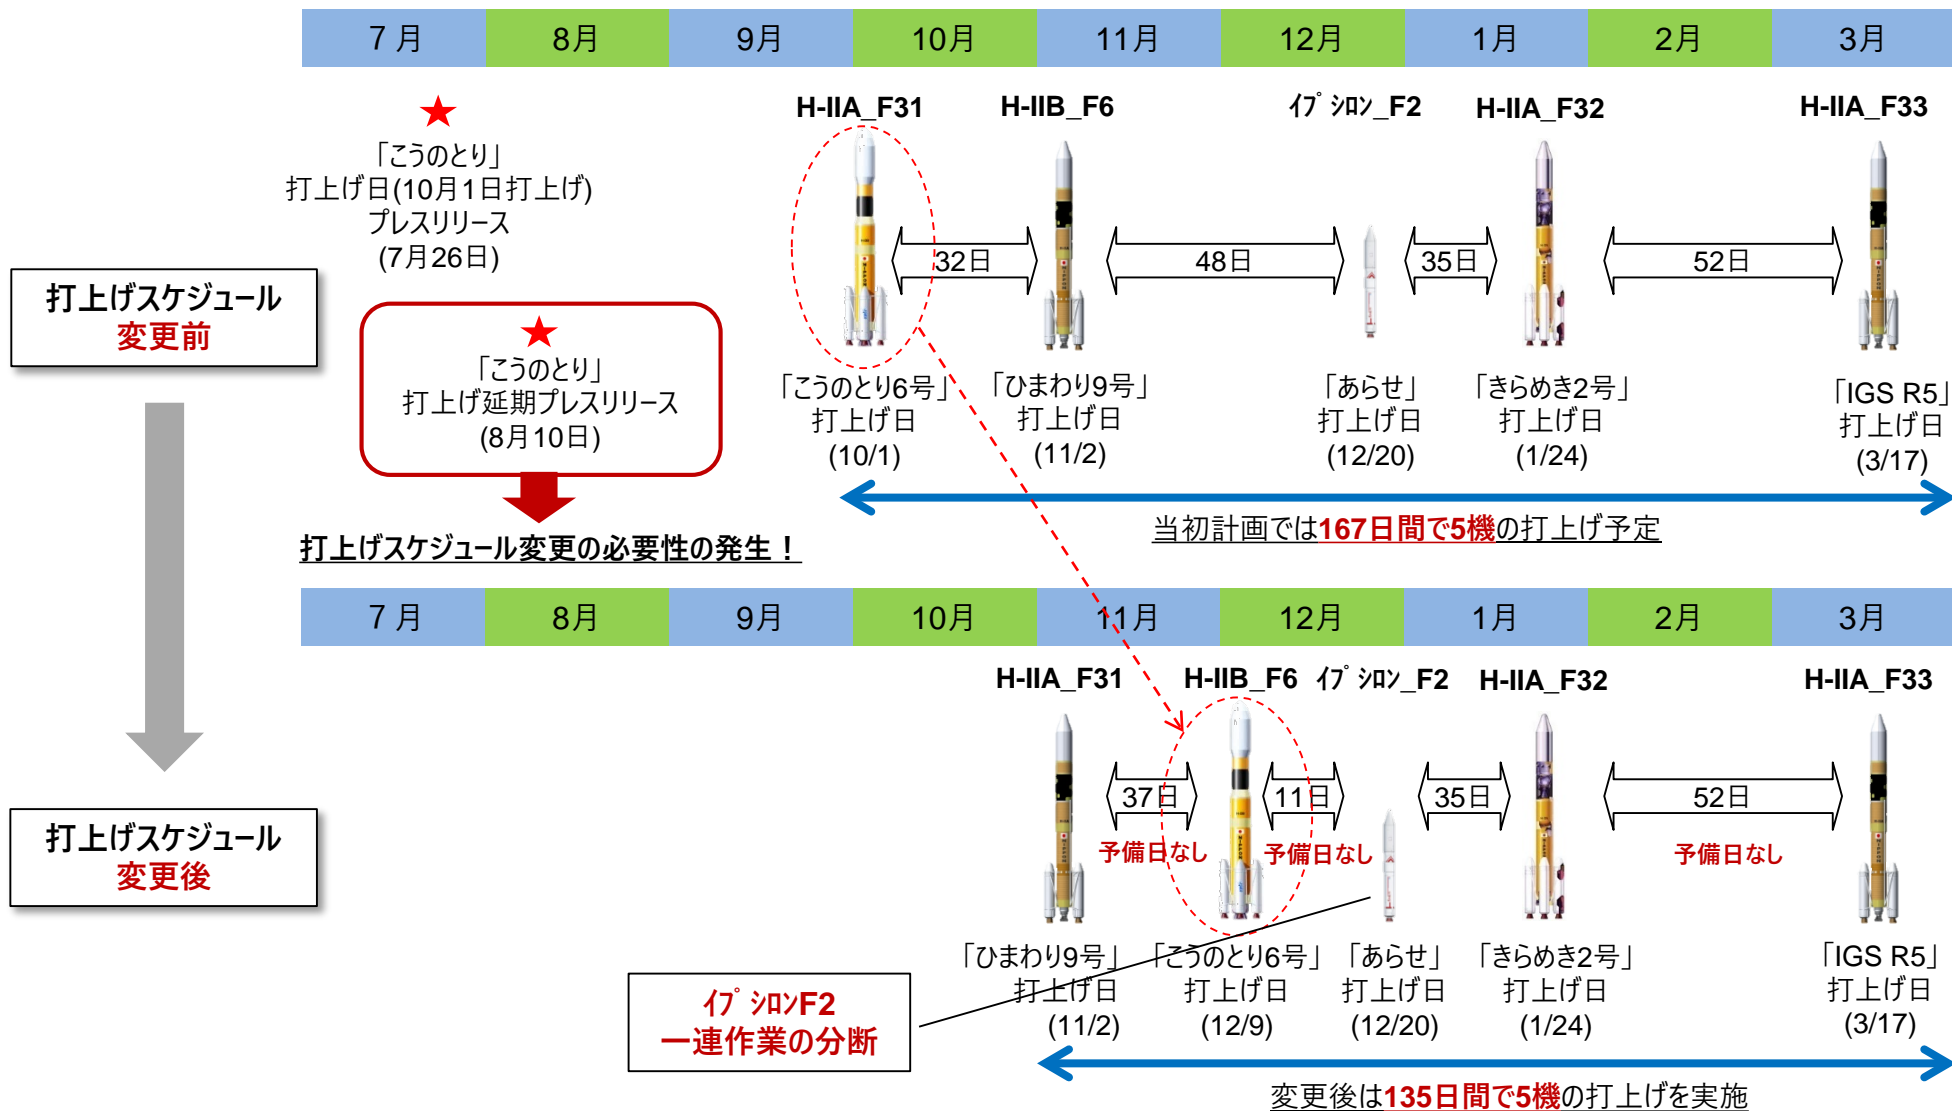 7月 8月 9月 10月 11月 12月 1月 2月 3月
H-IIA_F31 H-IIB_F6 ｲﾌﾟｼﾛﾝ_F2 H-IIA_F32 H-IIA_F33
「こうのとり」
打上げ日(10月1日打上げ)
プレスリリース
(7月26日)
32日 48日 35日 52日
打上げスケジュール
変更前
「こうのとり」
打上げ延期プレスリリース
(8月10日)
「こうのとり6号」
打上げ日
(10/1)
「ひまわり9号」
打上げ日
(11/2)
「あらせ」
打上げ日
(12/20)
「きらめき2号」
打上げ日
(1/24)
「IGS R5」
打上げ日
(3/17)
当初計画では167日間で5機の打上げ予定
打上げスケジュール変更の必要性の発生！
7月 8月 9月 10月 11月 12月 1月 2月 3月
H-IIA_F31 H-IIB_F6 ｲﾌﾟｼﾛﾝ_F2 H-IIA_F32 H-IIA_F33
37日 11日 35日 52日
予備日なし 予備日なし 予備日なし
打上げスケジュール
変更後
「ひまわり9号」
打上げ日
(11/2)
「こうのとり6号」
打上げ日
(12/9)
「あらせ」
打上げ日
(12/20)
「きらめき2号」
打上げ日
(1/24)
「IGS R5」
打上げ日
(3/17)
ｲﾌﾟｼﾛﾝF2
一連作業の分断
変更後は135日間で5機の打上げを実施